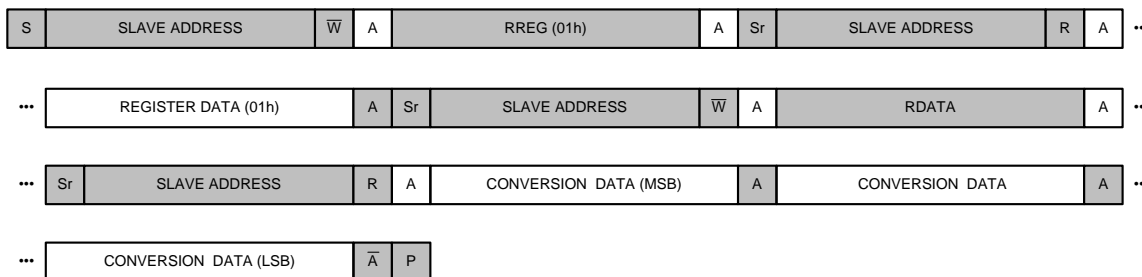 S SLAVE ADDRESS W̅ A RREG (01h) A Sr SLAVE ADDRESS R A ••
••• REGISTER DATA (01h) A Sr SLAVE ADDRESS W̅ A RDATA A ••
••• Sr SLAVE ADDRESS R A CONVERSION DATA (MSB) A CONVERSION DATA A ••
••• CONVERSION DATA (LSB) A̅ P